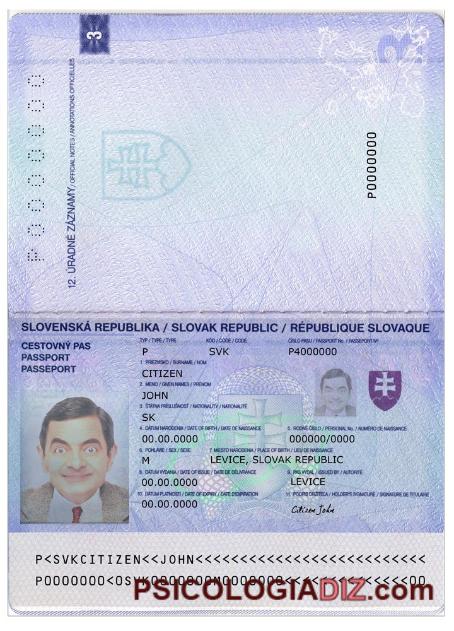 3
P0000000
12. ÚRADNÉ ZÁZNAMY / OFFICIAL NOTES / ANNOTATIONS OFFICIELLES
P0000000
SLOVENSKÁ REPUBLIKA / SLOVAK REPUBLIC / RÉPUBLIQUE SLOVAQUE
CESTOVNÝ PAS
PASSPORT
PASSEPORT
TYP / TYPE / TYPE KÓD / CODE / CODE ČÍSLO PASU / PASSPORT No. / PASSEPORT N°
P SVK P4000000
1. PRIEZVISKO / SURNAME / NOM
CITIZEN
2. MENO / GIVEN NAMES / PRÉNOM
JOHN
3. ŠTÁTNA PRÍSLUŠNOSŤ / NATIONALITY / NATIONALITÉ
SK
4. DÁTUM NARODENIA / DATE OF BIRTH / DATE DE NAISSANCE 5. RODNÉ ČÍSLO / PERSONAL No. / NUMÉRO DE NAISSANCE
00.00.0000 000000/0000
6. POHLAVIE / SEX / SEXE 7. MIESTO NARODENIA / PLACE OF BIRTH / LIEU DE NAISSANCE
M LEVICE, SLOVAK REPUBLIC
8. DÁTUM VYDANIA / DATE OF ISSUE / DATE DE DÉLIVRANCE 9. PAS VYDAL / ISSUED BY / AUTORITÉ
00.00.0000 LEVICE
10. DÁTUM PLATNOSTI / DATE OF EXPIRY / DATE D'EXPIRATION 11. PODPIS DRŽITEĽA / HOLDER'S SIGNATURE / SIGNATURE DE TITULAIRE
00.00.0000 Citizen John
P<SVKCITIZEN<<JOHN<<<<<<<<<<<<<<<<<<<<<<<<<<
PSICOLOGIADIZ.com